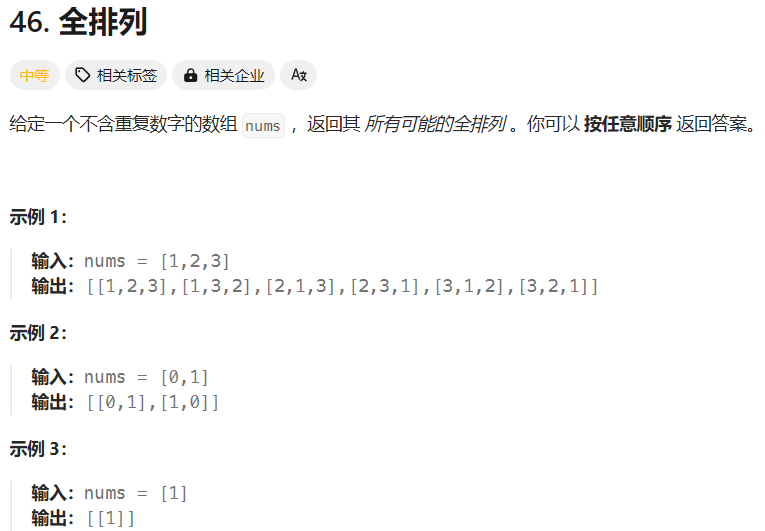 46. 全排列
中等 相关标签 相关企业 Aあ
给定一个不含重复数字的数组 nums ，返回其 所有可能的全排列 。你可以 按任意顺序 返回答案。
示例 1：
输入：nums = [1,2,3]
输出：[[1,2,3],[1,3,2],[2,1,3],[2,3,1],[3,1,2],[3,2,1]]
示例 2：
输入：nums = [0,1]
输出：[[0,1],[1,0]]
示例 3：
输入：nums = [1]
输出：[[1]]